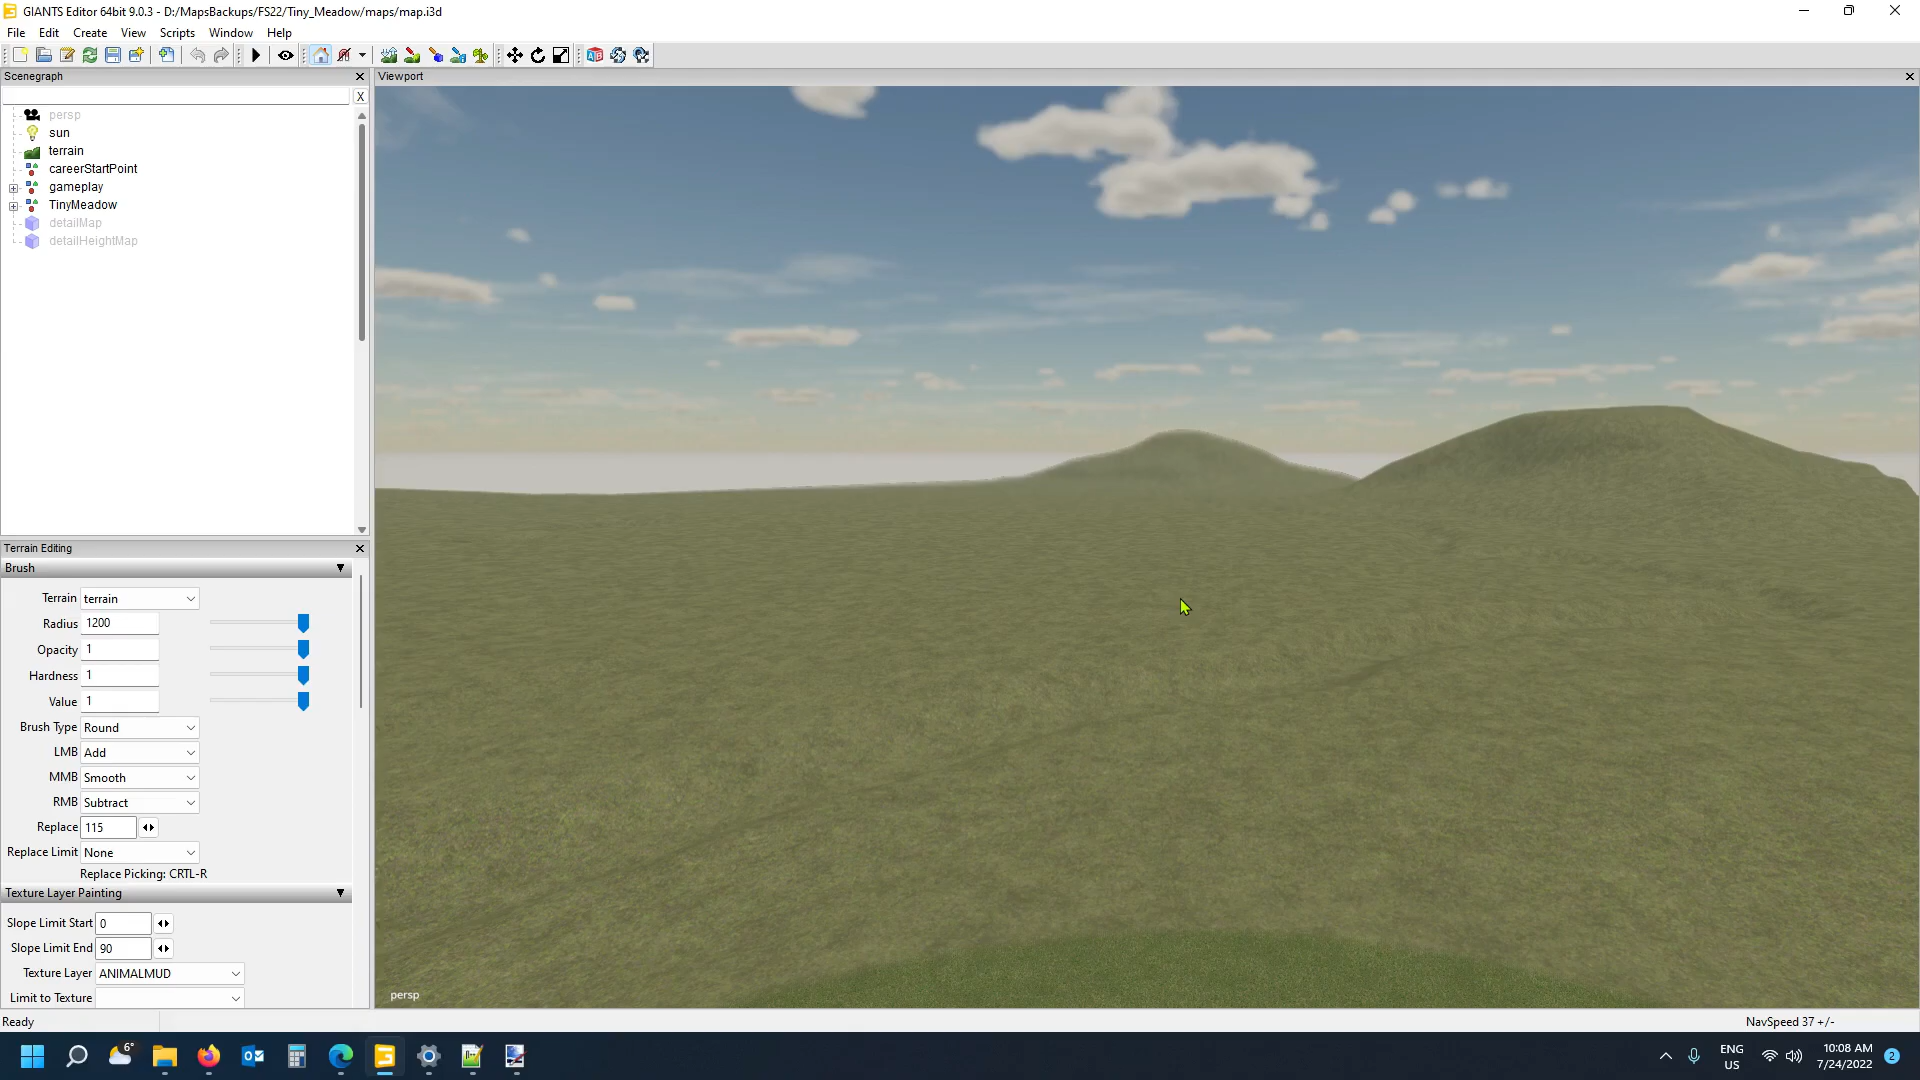 GIANTS Editor 64bit 9.0.3 - D:/MapsBackups/FS22/Tiny_Meadow/maps/map.i3d
File Edit Create View Scripts Window Help
Scenegraph
Viewport
X
persp
sun
terrain
careerStartPoint
gameplay
TinyMeadow
detailMap
detailHeightMap
Terrain Editing
Brush
Terrain terrain
Radius 1200
Opacity 1
Hardness 1
Value 1
Brush Type Round
LMB Add
MMB Smooth
RMB Subtract
Replace 115
Replace Limit None
Replace Picking: CRTL-R
Texture Layer Painting
Slope Limit Start 0
Slope Limit End 90
Texture Layer ANIMALMUD
Limit to Texture
persp
Ready
NavSpeed 37 +/-
6°
ENG
US
10:08 AM
7/24/2022
2